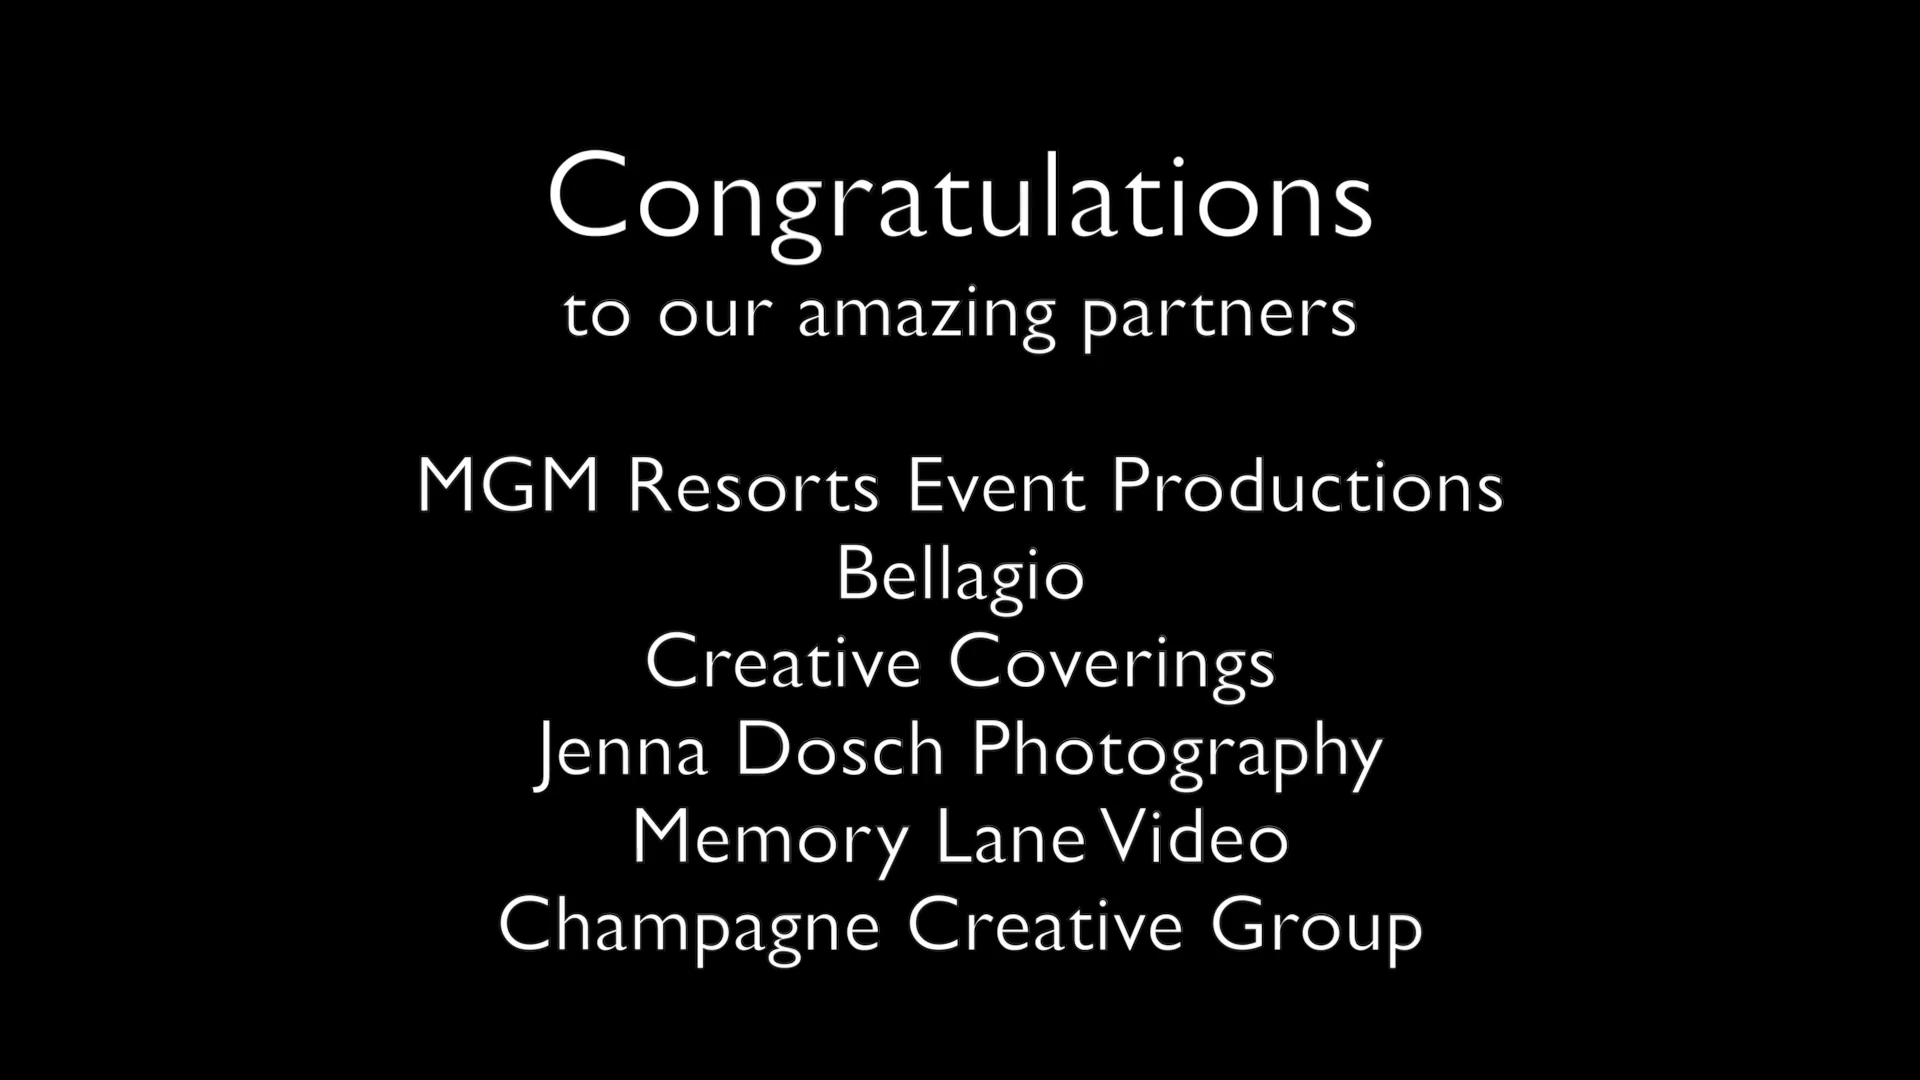 Congratulations
to our amazing partners
MGM Resorts Event Productions
Bellagio
Creative Coverings
Jenna Dosch Photography
Memory Lane Video
Champagne Creative Group